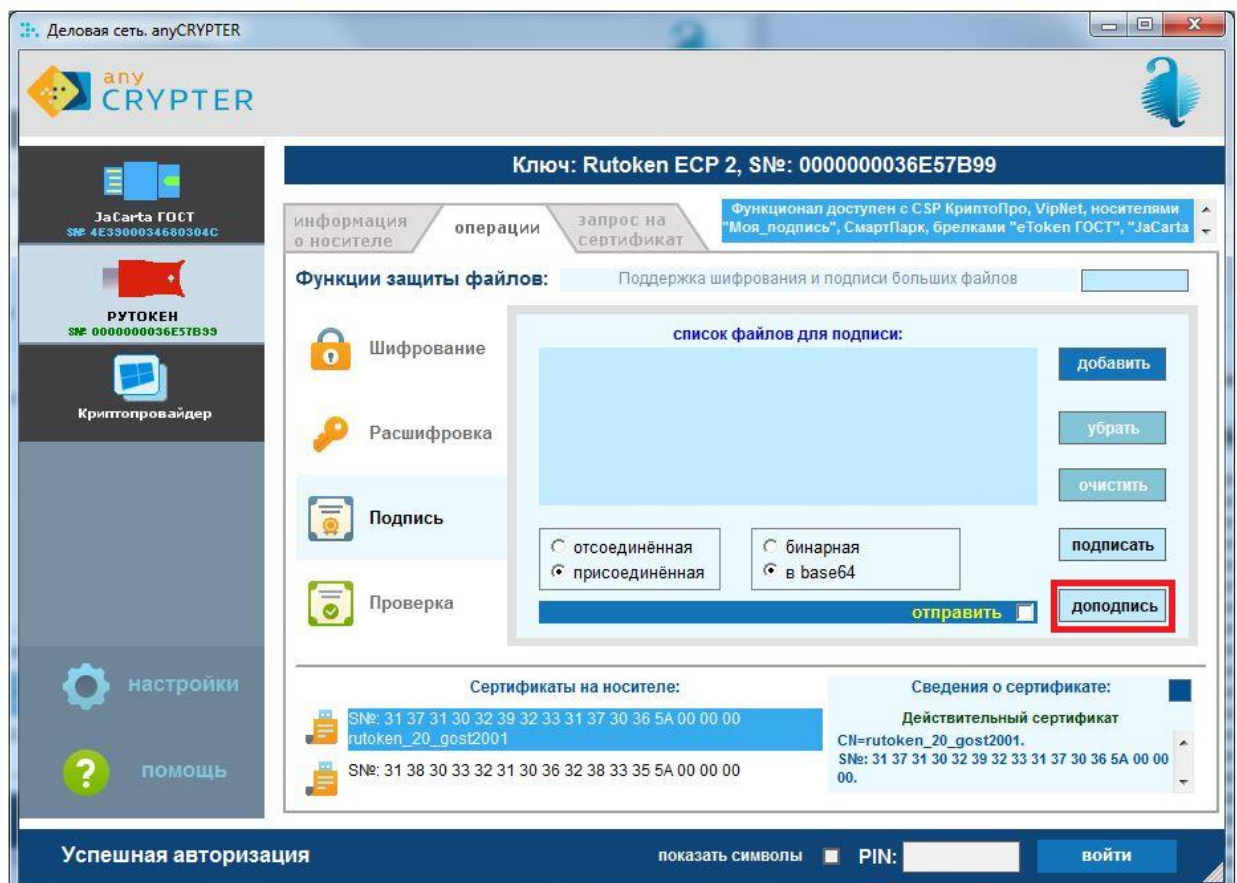 Деловая сеть. anyCRYPTER
any
CRYPTER
JaCarta ГОСТ
SN№ 4E3900034680304C
РУТОКЕН
SN№ 0000000036E57B99
Криптопровайдер
настройки
помощь
Ключ: Rutoken ECP 2, SN№: 0000000036E57B99
информация
о носителе
операции
запрос на
сертификат
Функционал доступен с CSP КриптоПро, VipNet, носителями
"Моя_подпись", СмартПарк, брелками "eToken ГОСТ", "JaCarta
Функции защиты файлов:
Поддержка шифрования и подписи больших файлов
Шифрование
Расшифровка
Подпись
Проверка
список файлов для подписи:
добавить
убрать
очистить
подписать
доподпись
отсоединённая
присоединённая
бинарная
в base64
отправить
Сертификаты на носителе:
SN№: 31 37 31 30 32 39 32 33 31 37 30 36 5A 00 00 00
rutoken_20_gost2001
SN№: 31 38 30 33 32 31 30 36 32 38 33 35 5A 00 00 00
Сведения о сертификате:
Действительный сертификат
CN=rutoken_20_gost2001.
SN№: 31 37 31 30 32 39 32 33 31 37 30 36 5A 00 00
00.
Успешная авторизация
показать символы
PIN:
войти